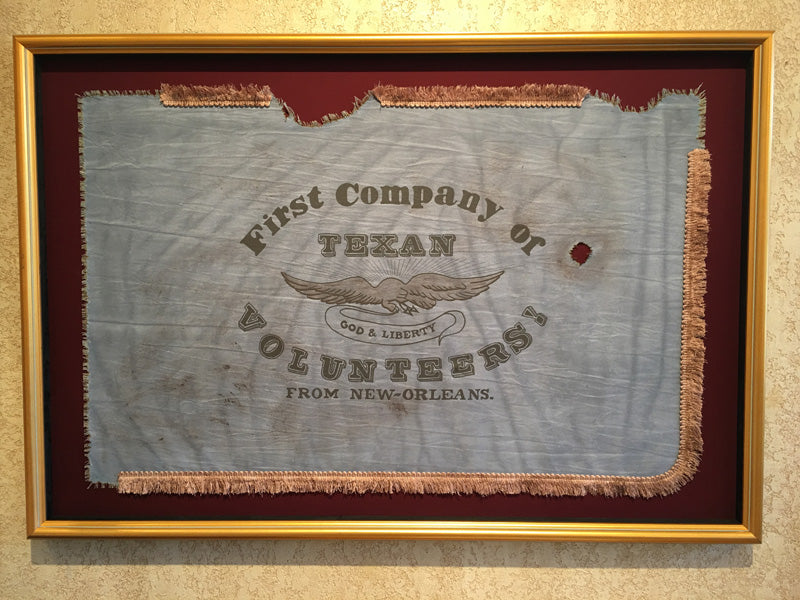 First Company of
TEXAN
GOD & LIBERTY
VOLUNTEERS!
FROM NEW-ORLEANS.